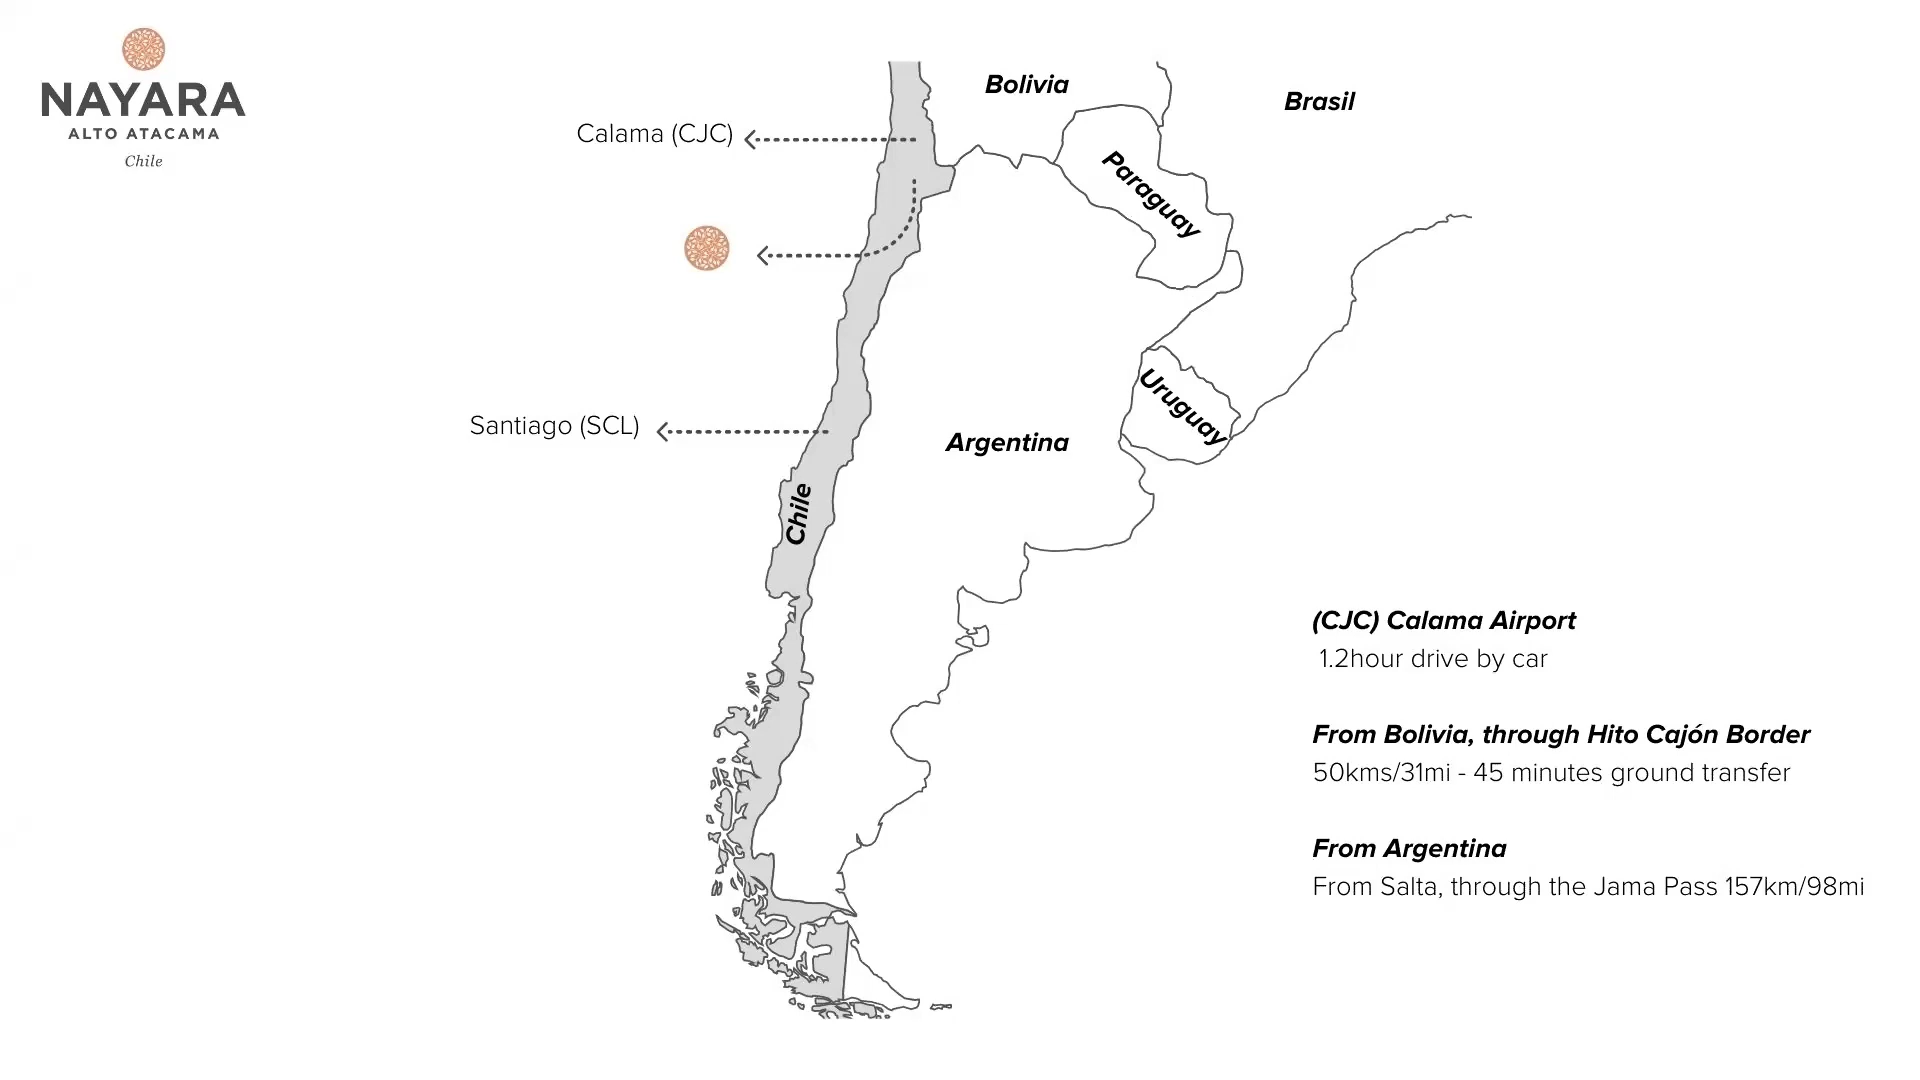 NAYARA
ALTO ATACAMA
Chile
Bolivia
Brasil
Calama (CJC)
Paraguay
Uruguay
Santiago (SCL)
Argentina
Chile
(CJC) Calama Airport
1.2hour drive by car
From Bolivia, through Hito Cajón Border
50kms/31mi - 45 minutes ground transfer
From Argentina
From Salta, through the Jama Pass 157km/98mi